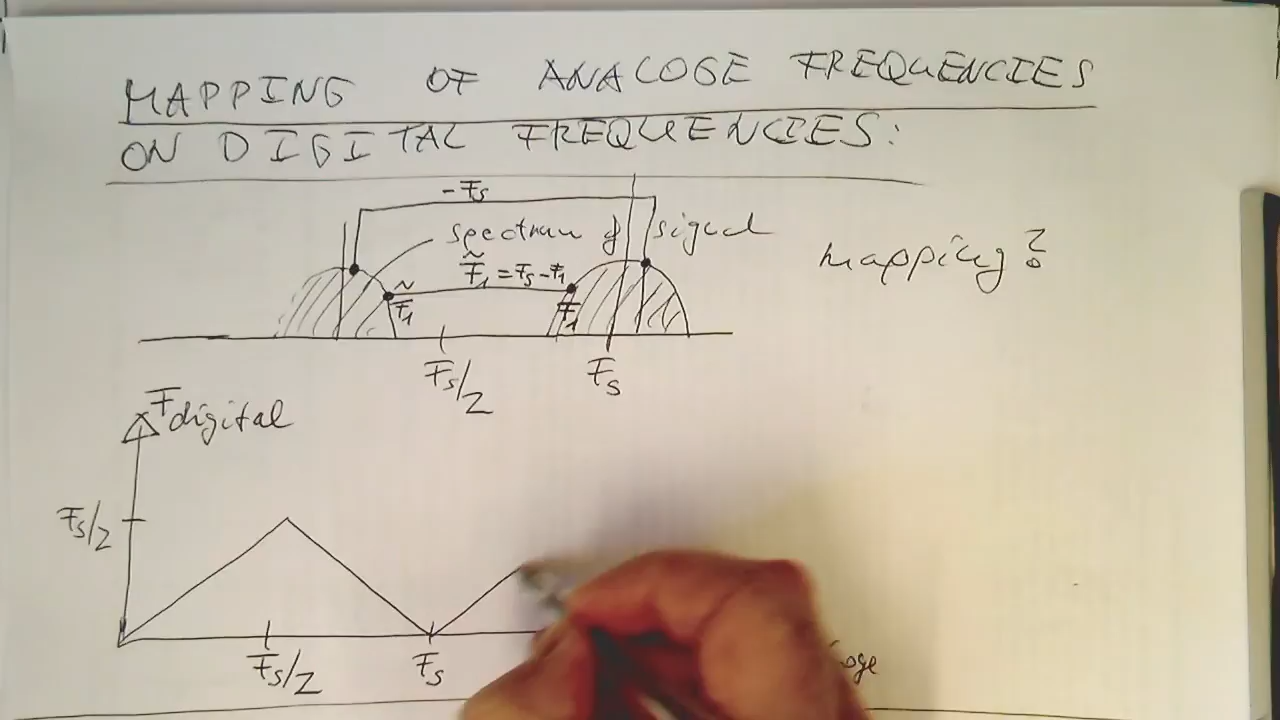 MAPPING OF ANALOGE FREQUENCIES
ON DIGITAL FREQUENCIES:
-Fs
spectrum of signal
F̃₁ = Fs - F₁
mapping?
F̃₁
F₁
Fs/2
Fs
Fdigital
Fs/2
Fs/2
Fs